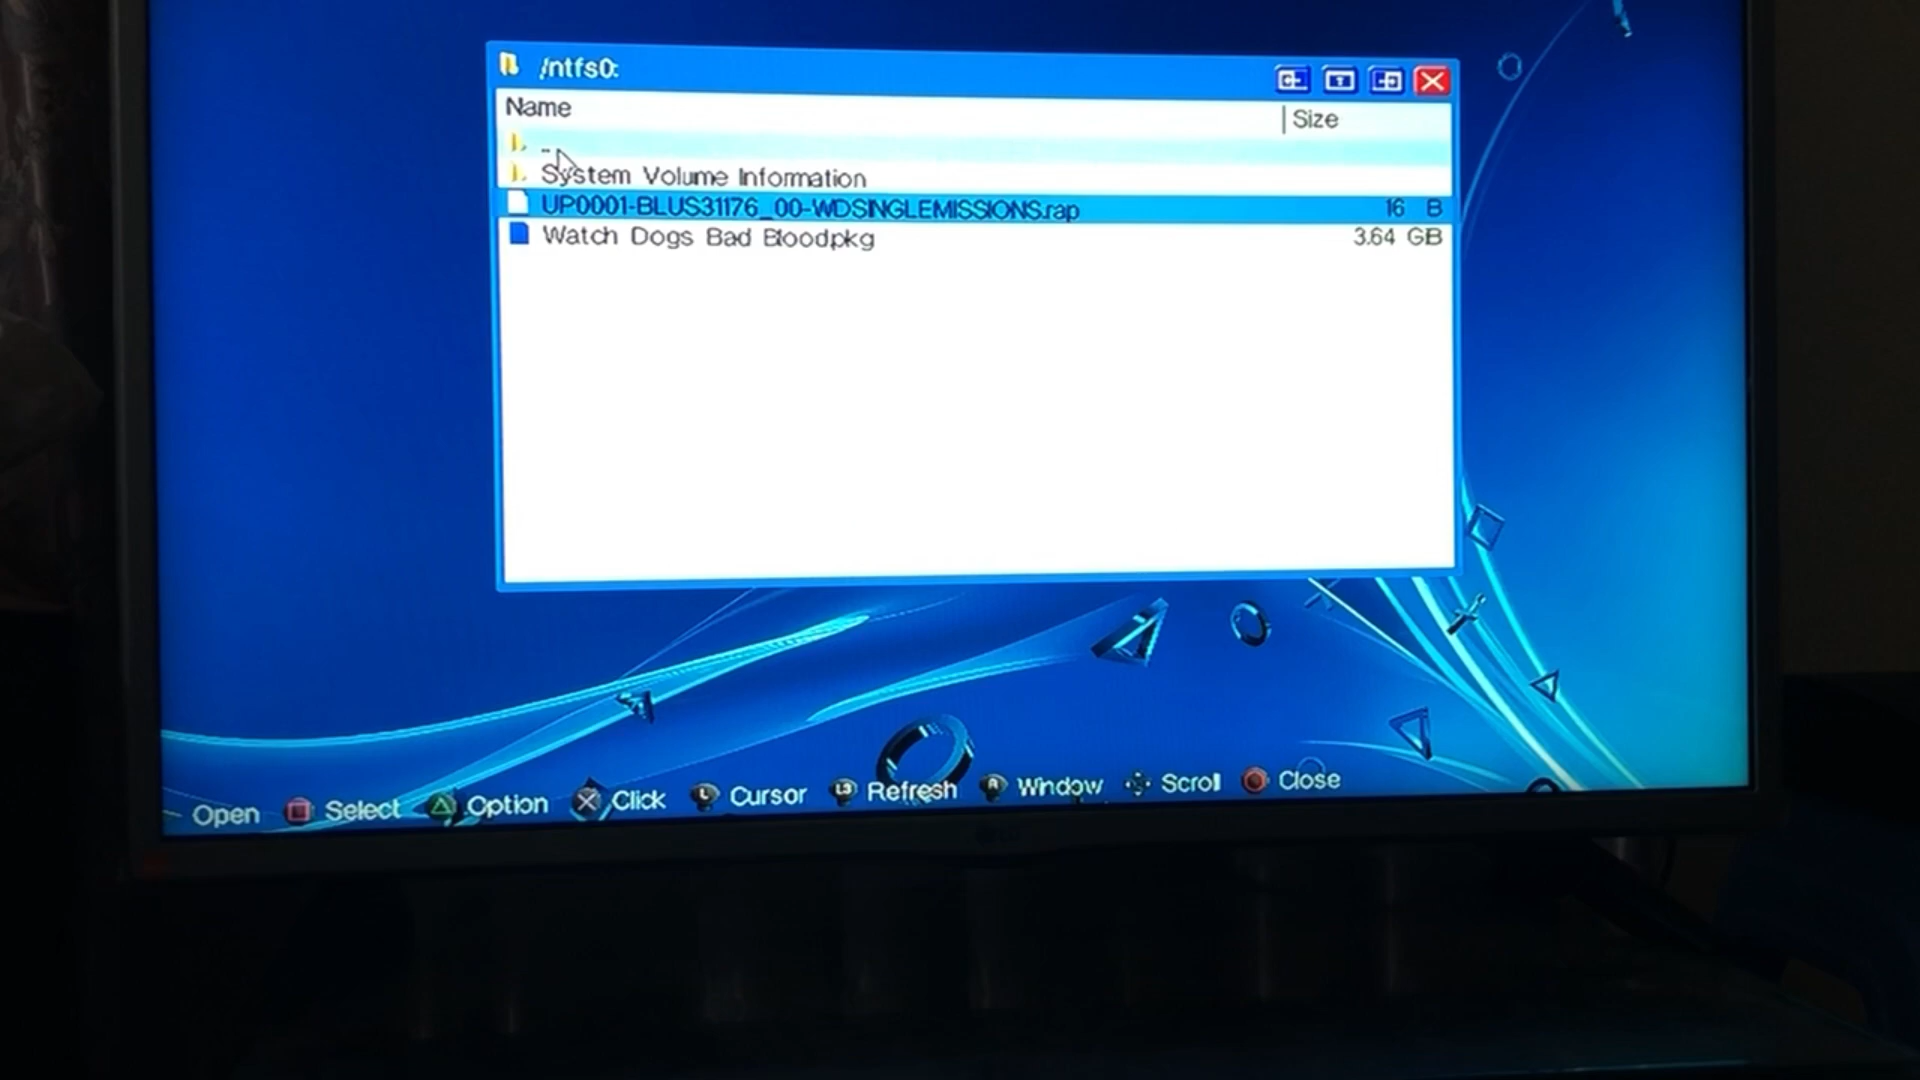 /ntfs0:
Name | Size
..
System Volume Information
UP0001-BLUS31176_00-WDSINGLEMISSIONS.rap 16 B
Watch Dogs Bad Blood.pkg 3.64 GB
Open Select Option Click Cursor Refresh Window Scroll Close